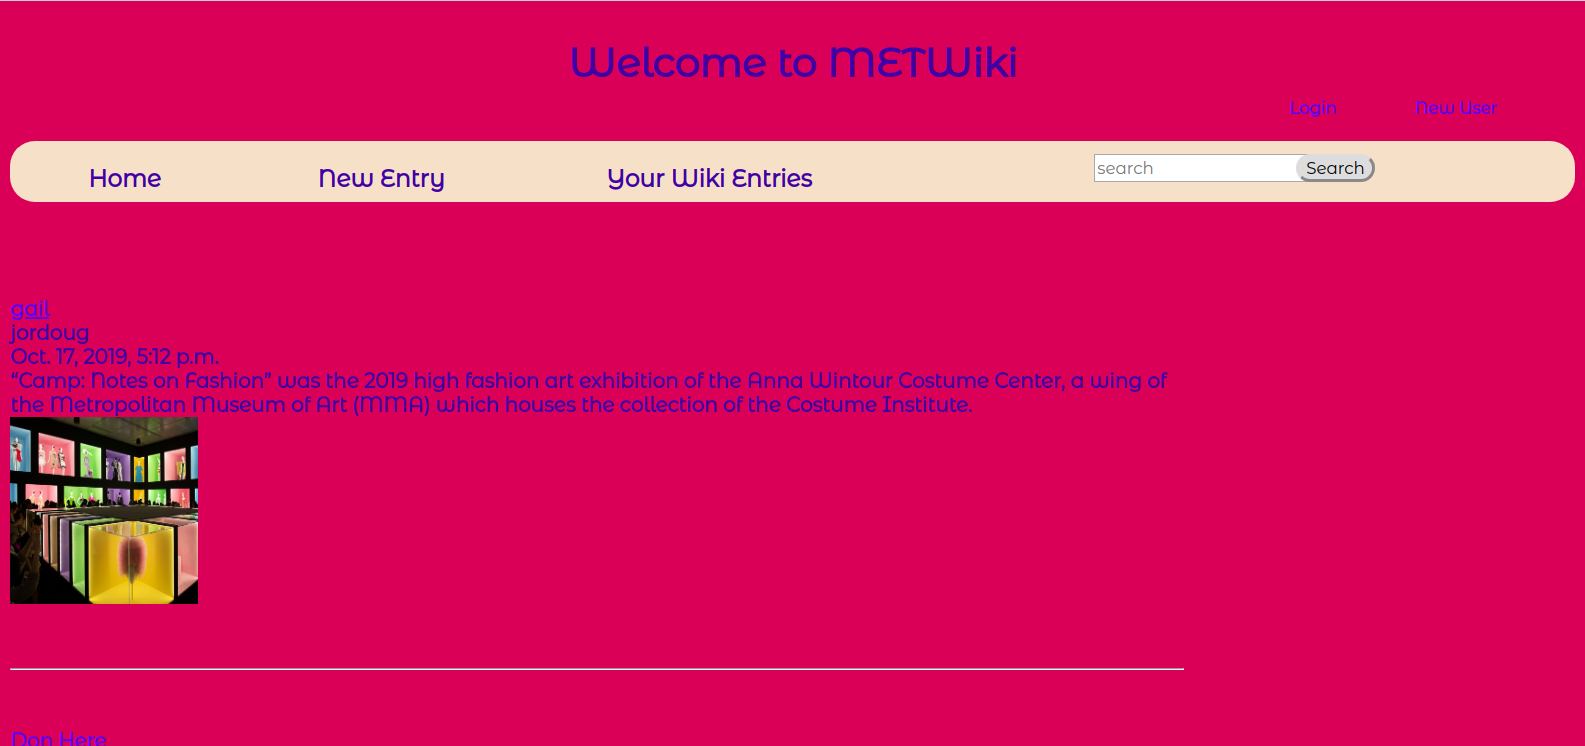 Welcome to METWiki
Login New User
Home New Entry Your Wiki Entries search Search
gail
jordoug
Oct. 17, 2019, 5:12 p.m.
“Camp: Notes on Fashion” was the 2019 high fashion art exhibition of the Anna Wintour Costume Center, a wing of
the Metropolitan Museum of Art (MMA) which houses the collection of the Costume Institute.
Don Here